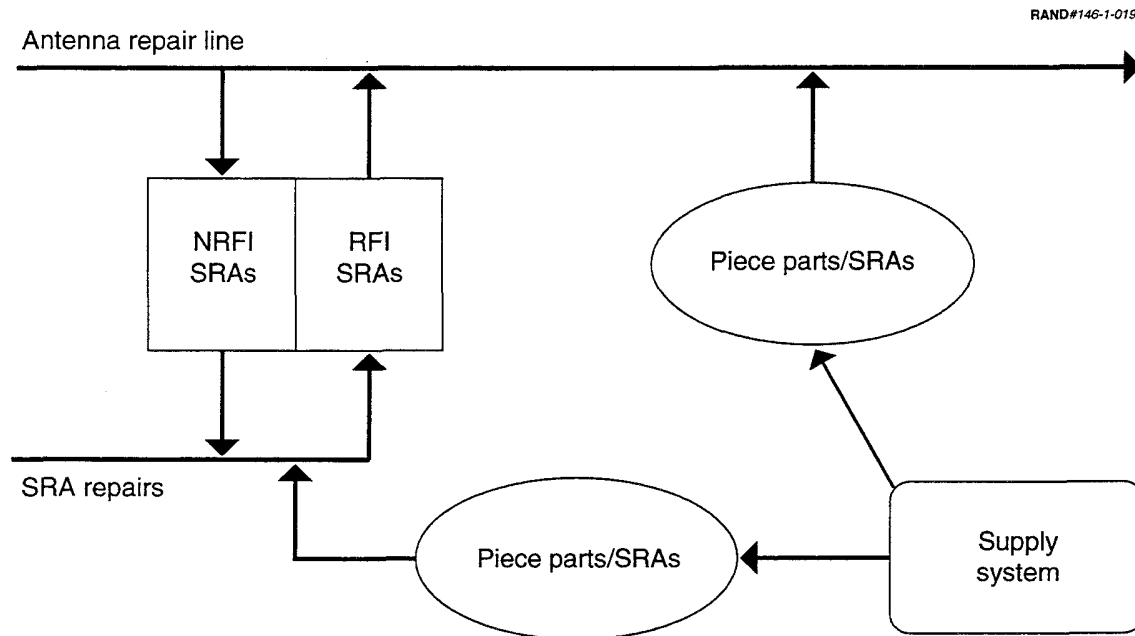 RAND#146-1-019
Antenna repair line
NRFI
SRAs
RFI
SRAs
Piece parts/SRAs
SRA repairs
Piece parts/SRAs
Supply
system